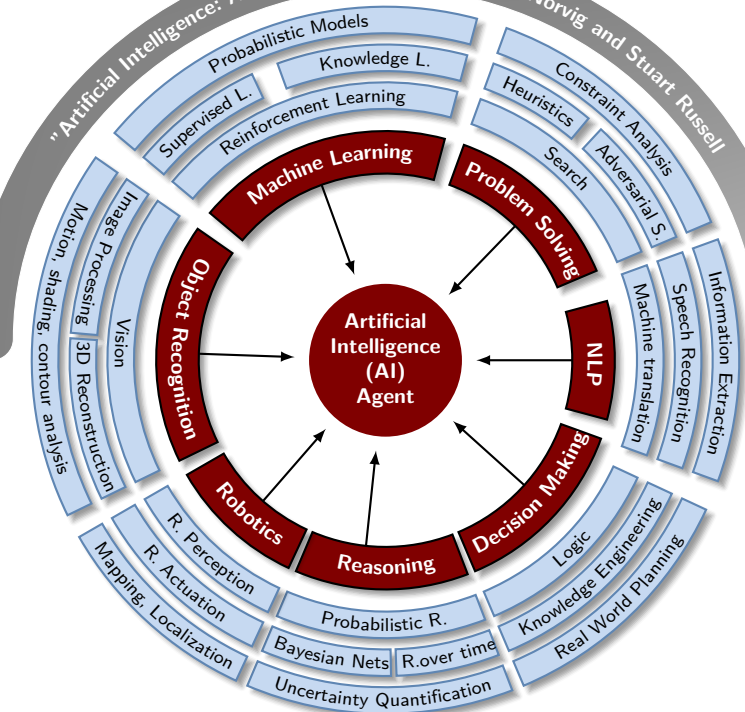 "Artificial Intelligence: A
Norvig and Stuart Russell
Probabilistic Models
Knowledge L.
Supervised L.
Reinforcement Learning
Machine Learning
Constraint Analysis
Heuristics
Adversarial S.
Search
Problem Solving
Motion, shading, contour analysis
Image Processing
3D Reconstruction
Vision
Object Recognition
Artificial
Intelligence
(AI)
Agent
NLP
Machine translation
Speech Recognition
Information Extraction
Robotics
R. Perception
R. Actuation
Mapping, Localization
Reasoning
Probabilistic R.
Bayesian Nets
R.over time
Uncertainty Quantification
Decision Making
Logic
Knowledge Engineering
Real World Planning